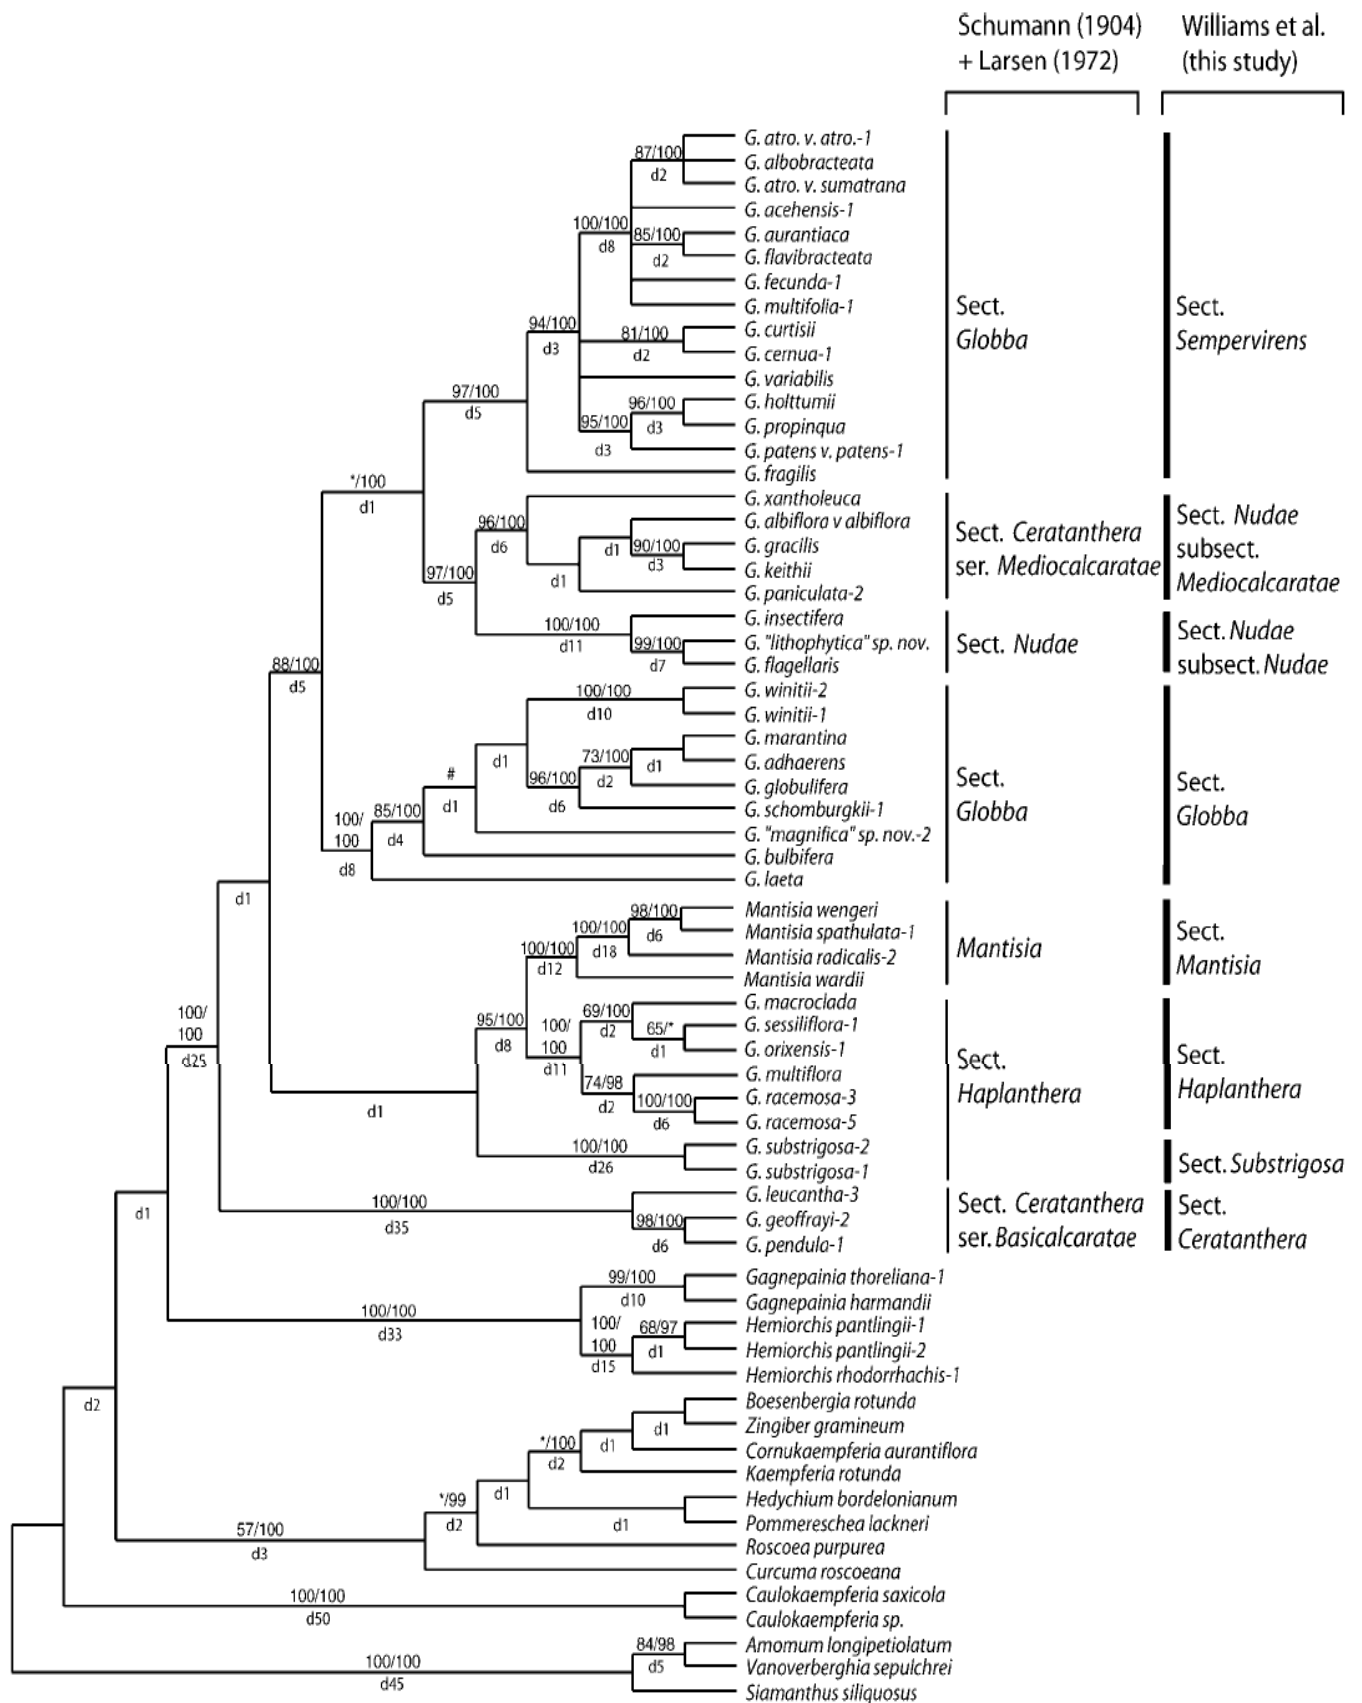 Schumann (1904)
+ Larsen (1972)
Williams et al.
(this study)
G. atro. v. atro.-1
87/100
G. albobracteata
d2
G. atro. v. sumatrana
G. acehensis-1
100/100
d8
G. aurantiaca
85/100
G. flavibracteata
d2
G. fecunda-1
G. multifolia-1
Sect.
Globba
Sect.
Sempervirens
94/100
d3
G. curtisii
81/100
d2
G. cernua-1
G. variabilis
97/100
d5
G. holttumii
96/100
d3
G. propinqua
95/100
d3
G. patens v. patens-1
G. fragilis
*/100
d1
G. xantholeuca
96/100
d6
G. albiflora v albiflora
d1
G. gracilis
90/100
d3
G. keithii
d1
G. paniculata-2
97/100
d5
Sect. Ceratanthera
ser. Mediocalcaratae
Sect. Nudae
subsect.
Mediocalcaratae
G. insectifera
100/100
d11
G. "lithophytica" sp. nov.
99/100
d7
G. flagellaris
Sect. Nudae
Sect. Nudae
subsect. Nudae
88/100
d5
G. winitii-2
100/100
d10
G. winitii-1
G. marantina
d1
G. adhaerens
73/100
d2
d1
G. globulifera
96/100
d6
G. schomburgkii-1
#
d1
G. "magnifica" sp. nov.-2
85/100
d4
G. bulbifera
100/
100
d8
G. laeta
Sect.
Globba
Sect.
Globba
d1
Mantisia wengeri
98/100
d6
Mantisia spathulata-1
100/100
d18
Mantisia radicalis-2
100/100
d12
Mantisia wardii
Mantisia
Sect.
Mantisia
G. macroclada
69/100
d2
G. sessiliflora-1
65/*
d1
G. orixensis-1
95/100
d8
100/
100
d11
G. multiflora
74/98
d2
G. racemosa-3
100/100
d6
G. racemosa-5
Sect.
Haplanthera
Sect.
Haplanthera
100/
100
d25
d1
G. substrigosa-2
100/100
d26
G. substrigosa-1
Sect. Substrigosa
G. leucantha-3
100/100
d35
G. geoffrayi-2
98/100
d6
G. pendula-1
Sect. Ceratanthera
ser. Basicalcaratae
Sect.
Ceratanthera
d1
Gagnepainia thoreliana-1
99/100
d10
Gagnepainia harmandii
100/100
d33
Hemiorchis pantlingii-1
100/
100
d15
68/97
d1
Hemiorchis pantlingii-2
Hemiorchis rhodorrhachis-1
d2
Boesenbergia rotunda
d1
Zingiber gramineum
d1
Cornukaempferia aurantiflora
*/100
d2
Kaempferia rotunda
d1
Hedychium bordelonianum
d1
Pommereschea lackneri
*/99
d2
Roscoea purpurea
57/100
d3
Curcuma roscoeana
Caulokaempferia saxicola
100/100
d50
Caulokaempferia sp.
Amomum longipetiolatum
84/98
d5
Vanoverberghia sepulchrei
100/100
d45
Siamanthus siliquosus